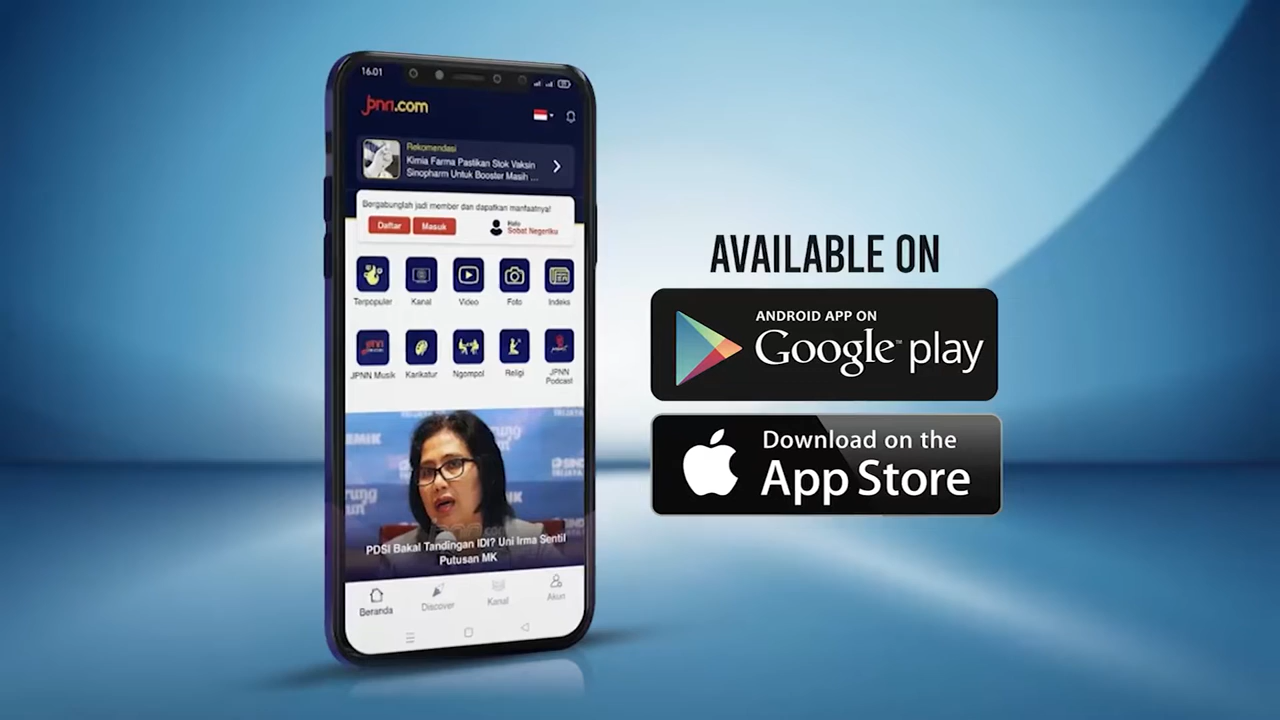 16.01
jpnn.com
Rekomendasi
Kimia Farma Pastikan Stok Vaksin
Sinopharm Untuk Booster Masih ...
Bergabunglah jadi member dan dapatkan manfaatnya!
Daftar
Masuk
Halo
Sobat Negeriku
Terpopuler
Kanal
Video
Foto
Indeks
JPNN Musik
Karikatur
Ngompol
Religi
JPNN
Podcast
PDSI Bakal Tandingan IDI? Uni Irma Sentil
Putusan MK
Beranda
Discover
Kanal
Akun
AVAILABLE ON
ANDROID APP ON
Google™ play
Download on the
App Store